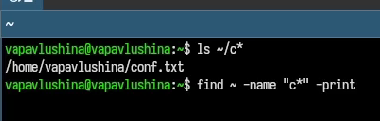 ~
vapavlushina@vapavlushina:~$ ls ~/c*
/home/vapavlushina/conf.txt
vapavlushina@vapavlushina:~$ find ~ -name "c*" -print